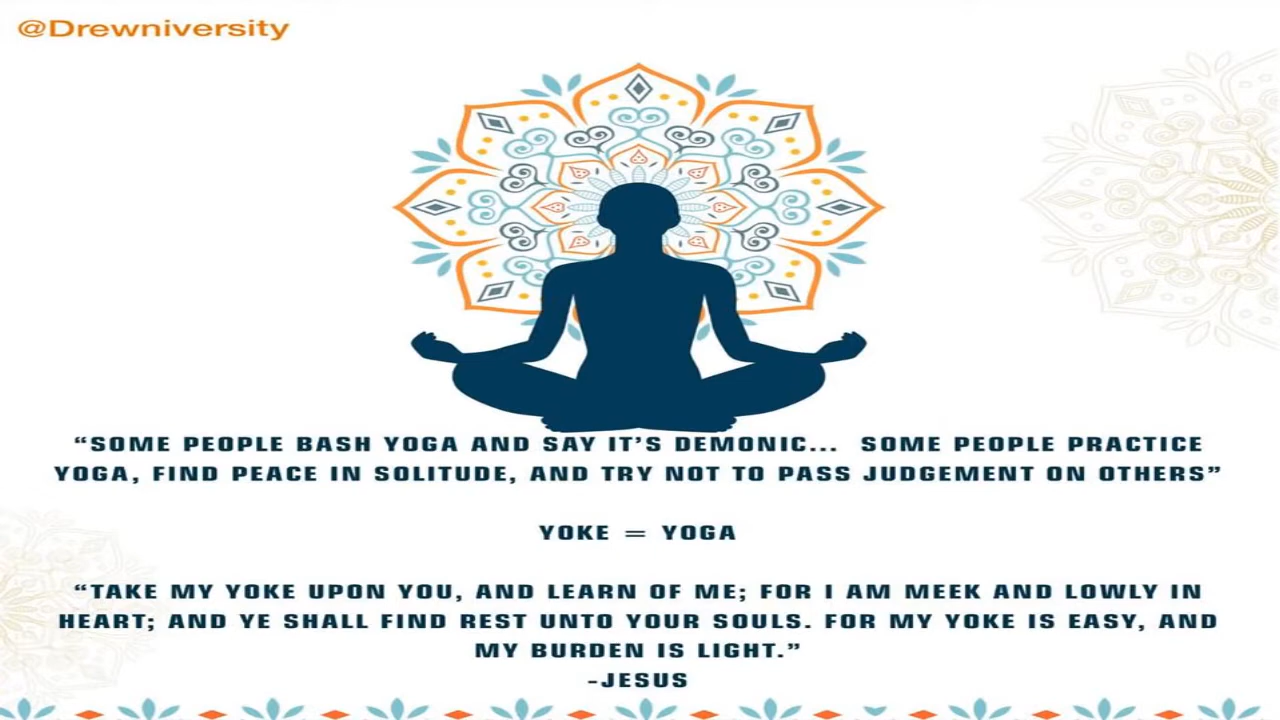 @Drewniversity
“SOME PEOPLE BASH YOGA AND SAY IT’S DEMONIC... SOME PEOPLE PRACTICE
YOGA, FIND PEACE IN SOLITUDE, AND TRY NOT TO PASS JUDGEMENT ON OTHERS”
YOKE = YOGA
“TAKE MY YOKE UPON YOU, AND LEARN OF ME; FOR I AM MEEK AND LOWLY IN
HEART; AND YE SHALL FIND REST UNTO YOUR SOULS. FOR MY YOKE IS EASY, AND
MY BURDEN IS LIGHT.”
-JESUS